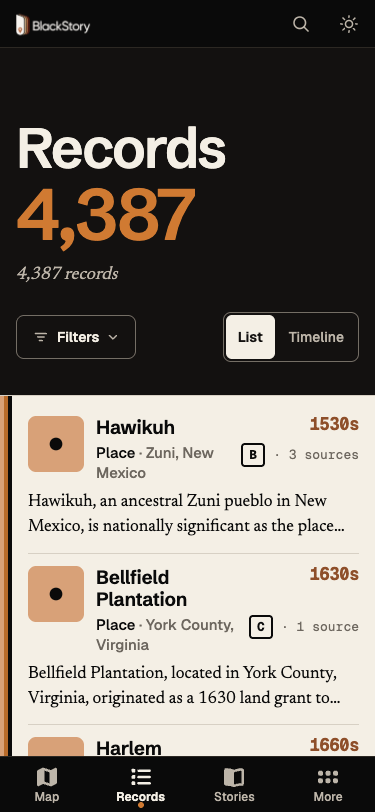 BlackStory
Records
4,387
4,387 records
Filters
List
Timeline
Hawikuh
1530s
Place · Zuni, New
Mexico
B · 3 sources
Hawikuh, an ancestral Zuni pueblo in New
Mexico, is nationally significant as the place…
Bellfield
Plantation
1630s
Place · York County,
Virginia
C · 1 source
Bellfield Plantation, located in York County,
Virginia, originated as a 1630 land grant to…
Harlem
1660s
Map
Records
Stories
More